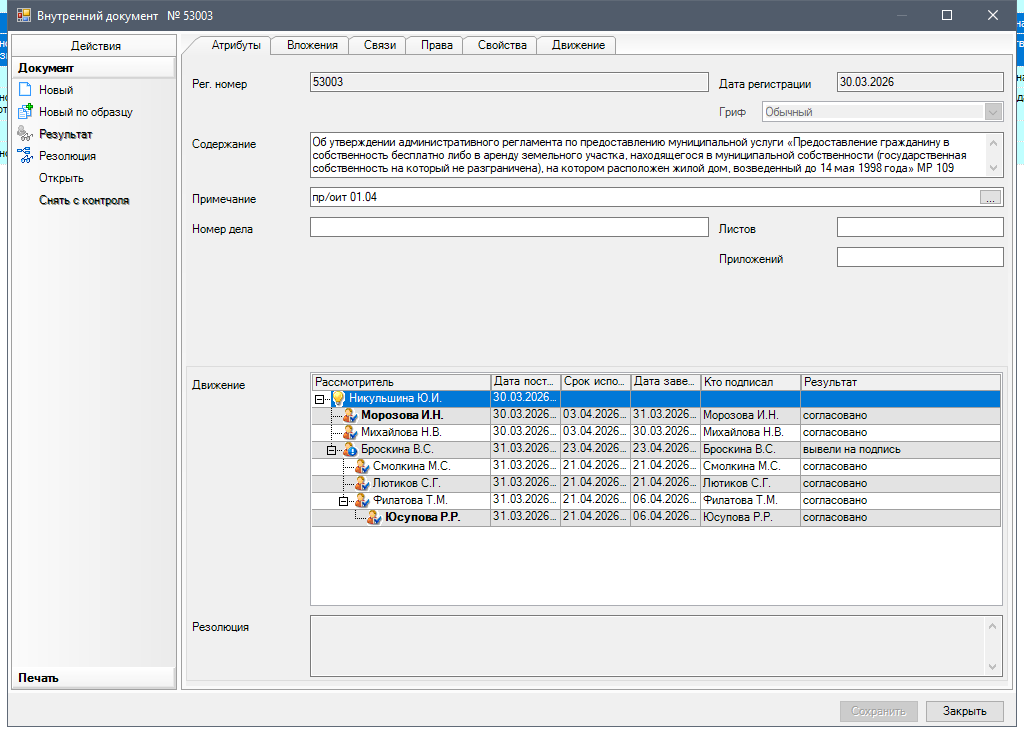 Внутренний документ № 53003
Действия
Документ
Новый
Новый по образцу
Результат
Резолюция
Открыть
Снять с контроля
Печать
Атрибуты Вложения Связи Права Свойства Движение
Рег. номер 53003 Дата регистрации 30.03.2026
Гриф Обычный
Содержание
Об утверждении административного регламента по предоставлению муниципальной услуги «Предоставление гражданину в
собственность бесплатно либо в аренду земельного участка, находящегося в муниципальной собственности (государственная
собственность на который не разграничена), на котором расположен жилой дом, возведенный до 14 мая 1998 года» МР 109
Примечание пр/оит 01.04 ...
Номер дела Листов
Приложений
Движение
Рассмотритель Дата пост... Срок испо... Дата заве... Кто подписал Результат
Никульшина Ю.И. 30.03.2026...
Морозова И.Н. 30.03.2026... 03.04.2026... 31.03.2026... Морозова И.Н. согласовано
Михайлова Н.В. 30.03.2026... 03.04.2026... 30.03.2026... Михайлова Н.В. согласовано
Броскина В.С. 31.03.2026... 23.04.2026... 23.04.2026... Броскина В.С. вывели на подпись
Смолкина М.С. 31.03.2026... 21.04.2026... 21.04.2026... Смолкина М.С. согласовано
Лютиков С.Г. 31.03.2026... 21.04.2026... 21.04.2026... Лютиков С.Г. согласовано
Филатова Т.М. 31.03.2026... 21.04.2026... 06.04.2026... Филатова Т.М. согласовано
Юсупова Р.Р. 31.03.2026... 21.04.2026... 06.04.2026... Юсупова Р.Р. согласовано
Резолюция
Сохранить Закрыть